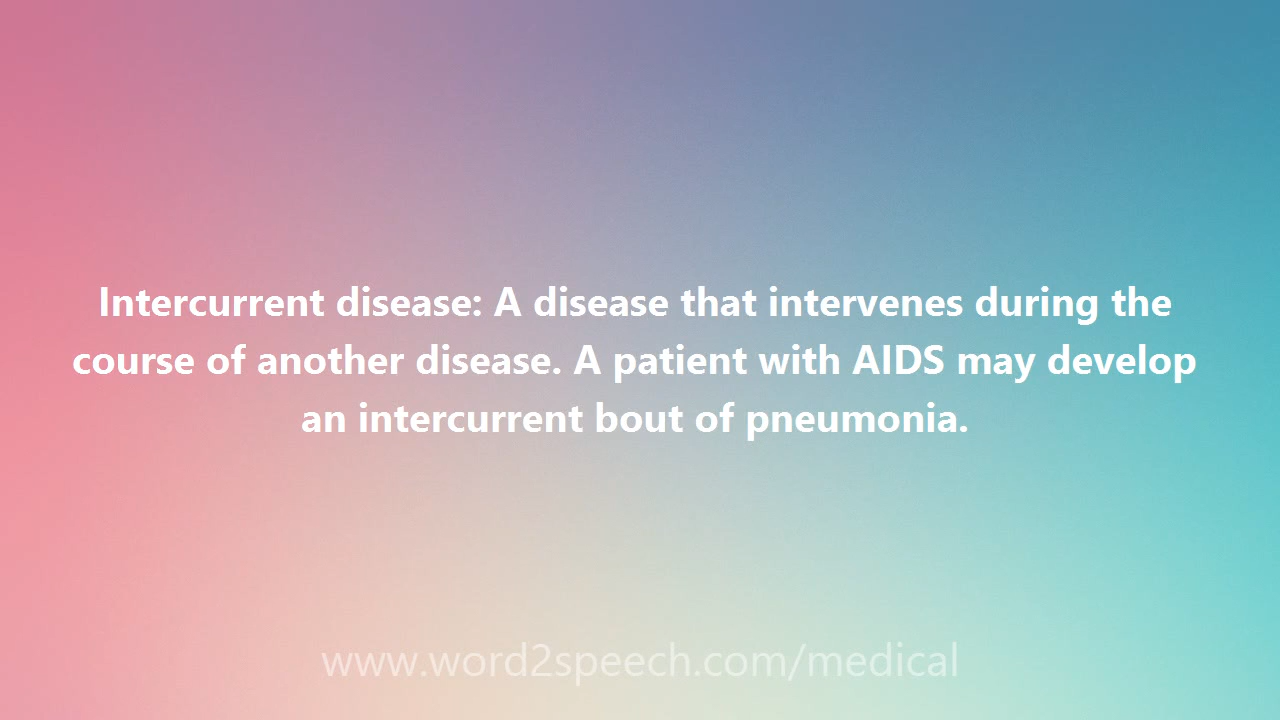 Intercurrent disease: A disease that intervenes during the
course of another disease. A patient with AIDS may develop
an intercurrent bout of pneumonia.
www.word2speech.com/medical